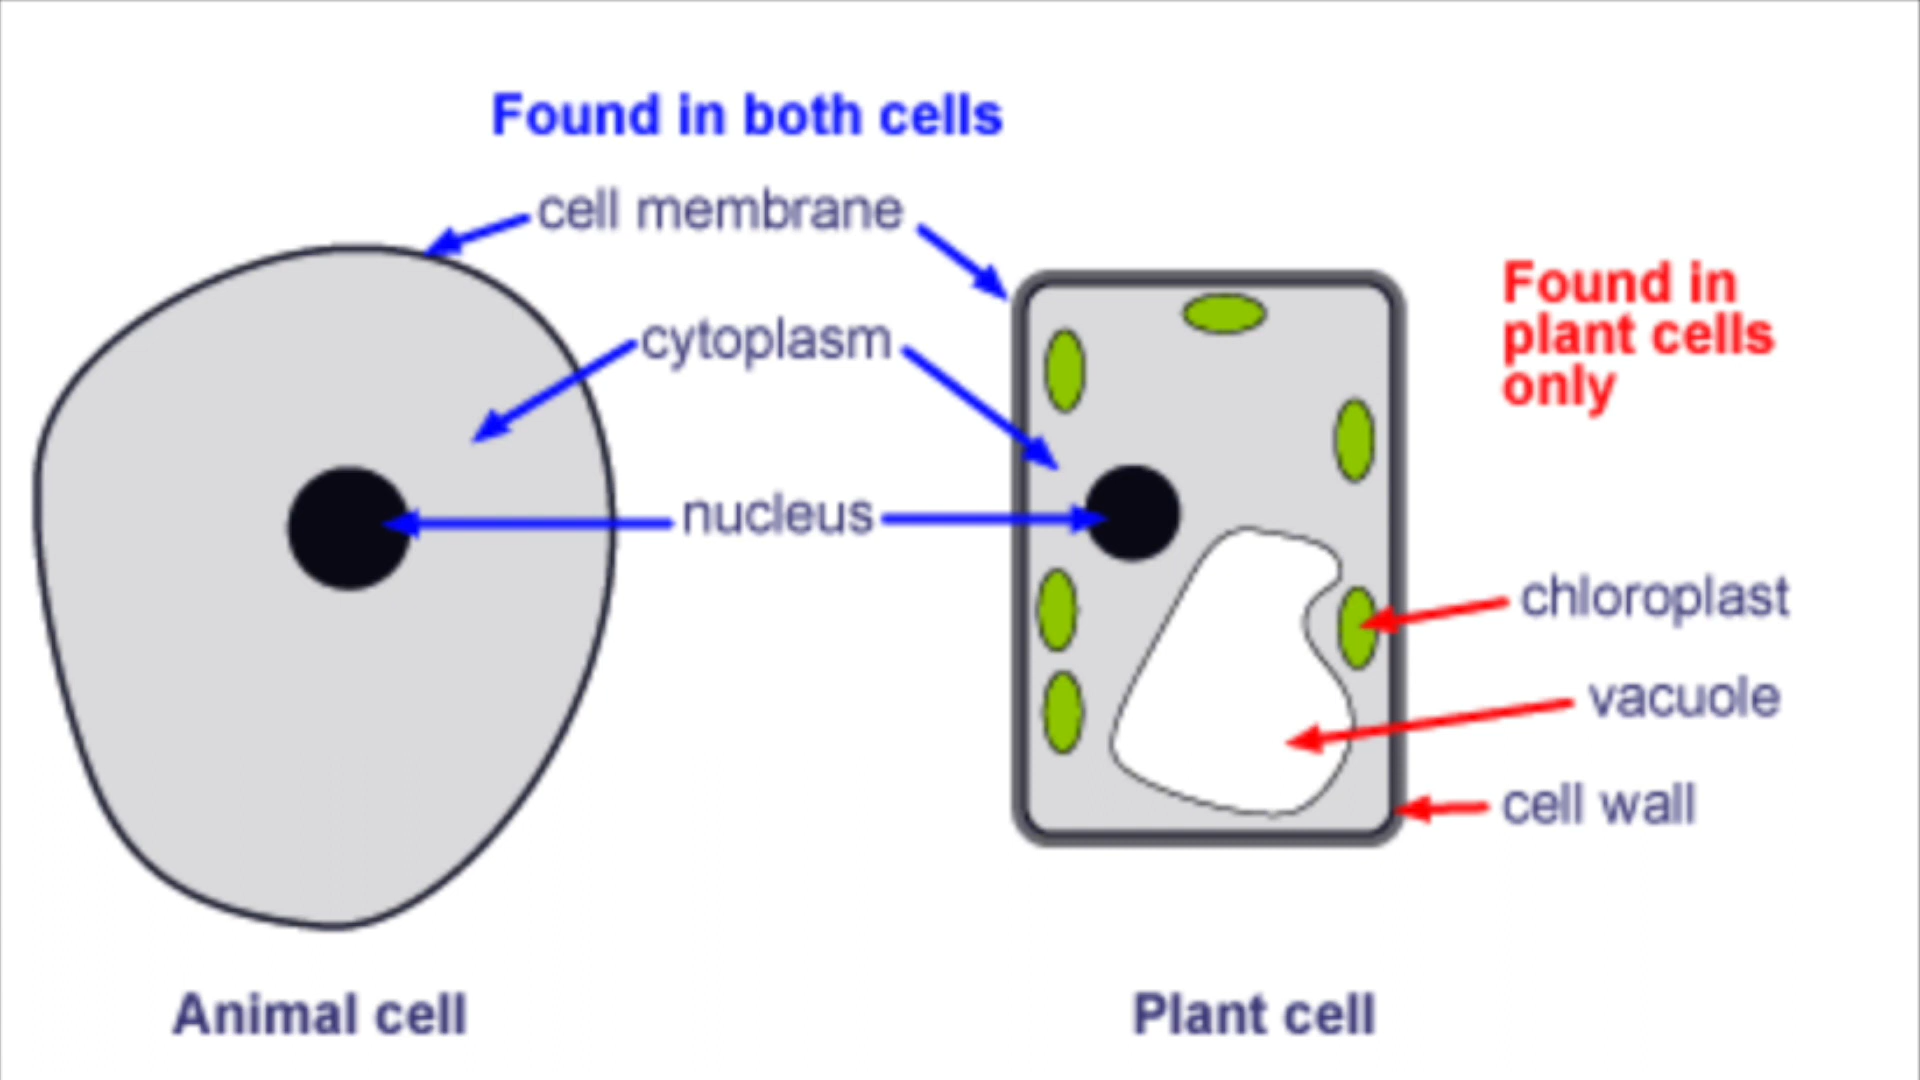 Found in both cells
cell membrane
cytoplasm
nucleus
Found in
plant cells
only
chloroplast
vacuole
cell wall
Animal cell
Plant cell